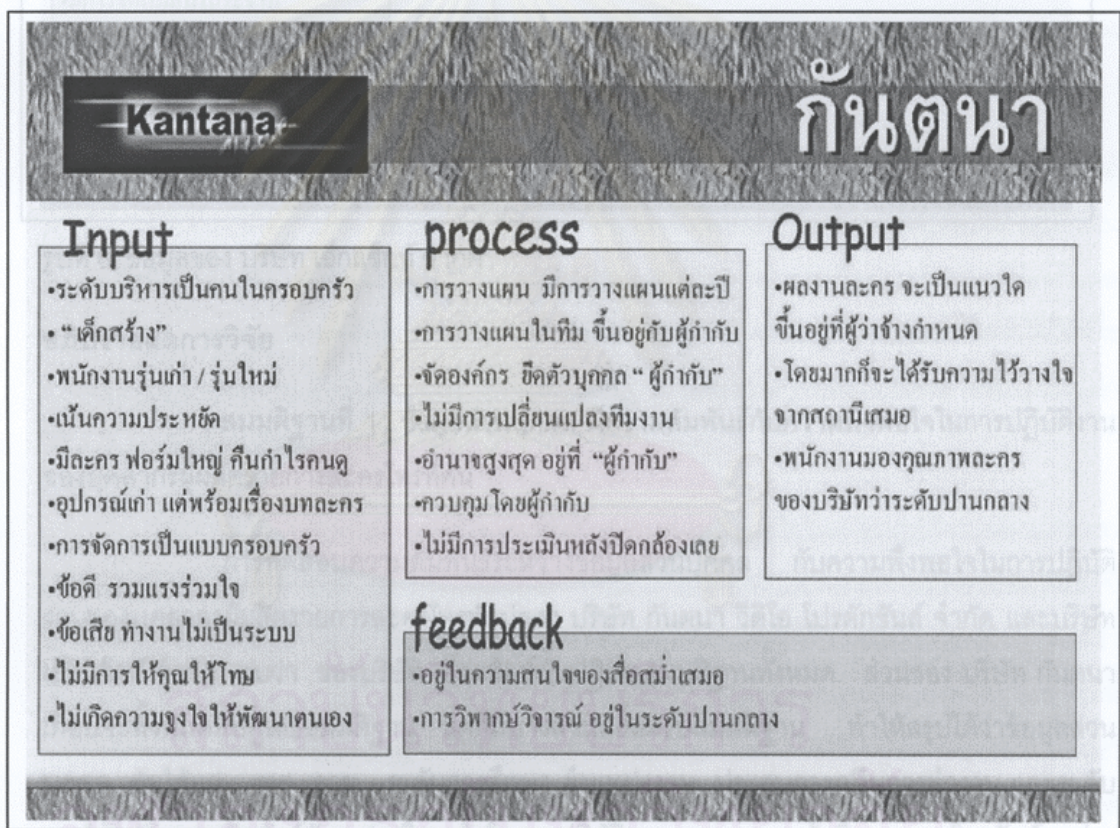 Kantana
กันตนา
Input
•ระดับบริหารเป็นคนในครอบครัว
•“ เด็กสร้าง”
•พนักงานรุ่นเก่า / รุ่นใหม่
•เน้นความประหยัด
•มีละคร ฟอร์มใหญ่ คืนกำไรคนดู
•อุปกรณ์เก่า แต่พร้อมเรื่องบทละคร
•การจัดการเป็นแบบครอบครัว
•ข้อดี รวมแรงร่วมใจ
•ข้อเสีย ทำงานไม่เป็นระบบ
•ไม่มีการให้คุณให้โทษ
•ไม่เกิดความจูงใจให้พัฒนาตนเอง
process
•การวางแผน มีการวางแผนแต่ละปี
•การวางแผนในทีม ขึ้นอยู่กับผู้กำกับ
•จัดองค์กร ยึดตัวบุคคล “ ผู้กำกับ”
•ไม่มีการเปลี่ยนแปลงทีมงาน
•อำนาจสูงสุด อยู่ที่ “ผู้กำกับ”
•ควบคุม โดยผู้กำกับ
•ไม่มีการประเมินหลังปิดกล้องเลย
Output
•ผลงานละคร จะเป็นแนวใด
ขึ้นอยู่ที่ผู้ว่าจ้างกำหนด
•โดยมากก็จะได้รับความไว้วางใจ
จากสถานีเสมอ
•พนักงานมองคุณภาพละคร
ของบริษัทว่าระดับปานกลาง
feedback
•อยู่ในความสนใจของสื่อสม่ำเสมอ
•การวิพากษ์วิจารณ์ อยู่ในระดับปานกลาง